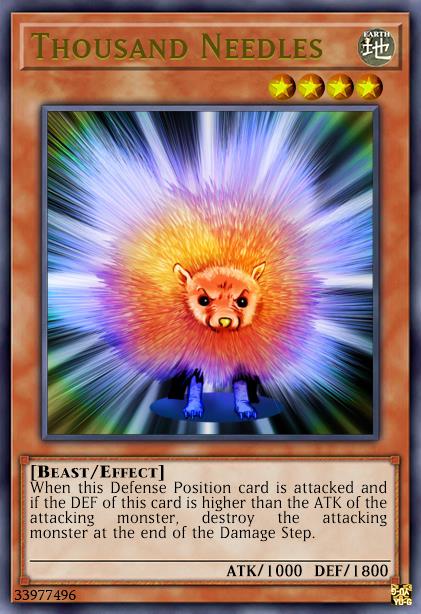 Thousand Needles
EARTH
地
[Beast/Effect]
When this Defense Position card is attacked and
if the DEF of this card is higher than the ATK of the
attacking monster, destroy the attacking
monster at the end of the Damage Step.
ATK/1000 DEF/1800
33977496